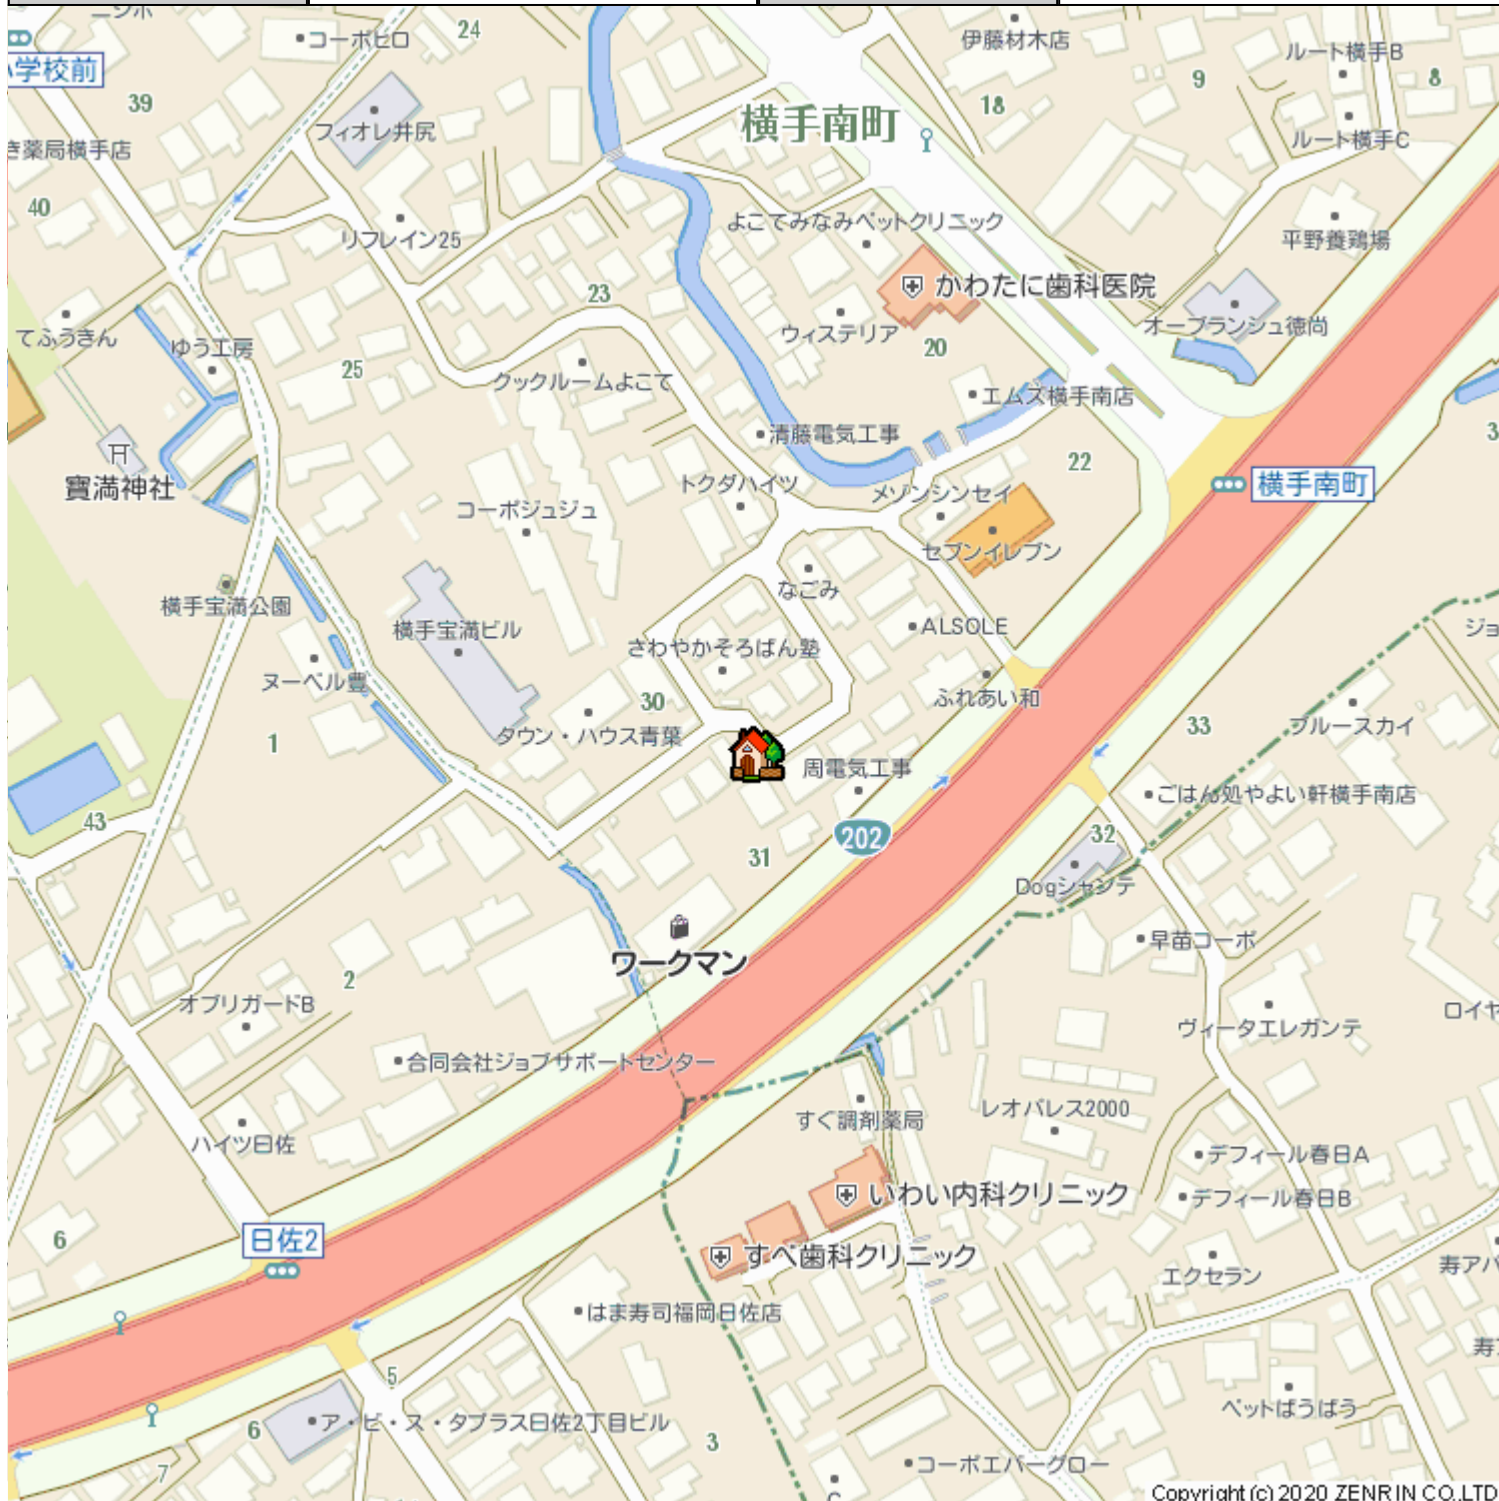 コーポヒロ
24
伊藤材木店
ルート横手B
小学校前
39
9
8
18
フィオレ井尻
横手南町
ルート横手C
き薬局横手店
40
リフレイン25
よこてみなみペットクリニック
平野養鶏場
かわたに歯科医院
23
てふうきん
ゆう工房
ウィステリア
20
オーブランシュ徳尚
25
クックルームよこて
エムズ横手南店
清藤電気工事
22
寳満神社
トクダハイツ
メゾンシンセイ
横手南町
コーポジュジュ
セブンイレブン
横手宝満公園
なごみ
横手宝満ビル
ALSOLE
さわやかそろばん塾
ヌーベル豊
30
ふれあい和
タウン・ハウス青葉
33
ブルースカイ
1
周電気工事
ごはん処やよい軒横手南店
43
202
32
31
Dogシャンテ
ワークマン
早苗コーポ
2
オブリガードB
ヴィータエレガンテ
ロイヤ
合同会社ジョブサポートセンター
すぐ調剤薬局
レオパレス2000
ハイツ日佐
デフィール春日A
いわい内科クリニック
デフィール春日B
6
日佐2
すべ歯科クリニック
エクセラン
寿アパ
はま寿司福岡日佐店
5
ペットぱうぱう
6
ア・ビ・ス・タプラス日佐2丁目ビル
3
7
コーポエバーグロー
Copyright (c) 2020 ZENRIN CO.,LTD